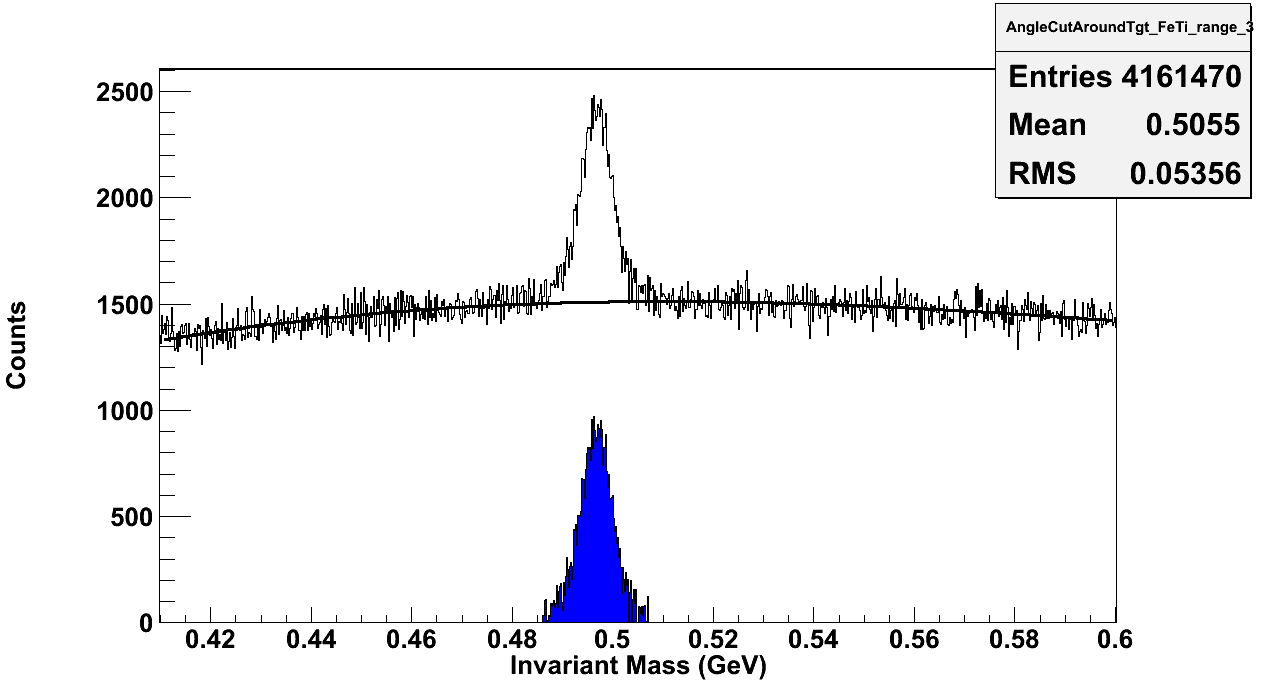 AngleCutAroundTgt_FeTi_range_3
Entries 4161470
Mean 0.5055
RMS 0.05356
2500
2000
1500
1000
500
0
Counts
0.42 0.44 0.46 0.48 0.5 0.52 0.54 0.56 0.58 0.6
Invariant Mass (GeV)